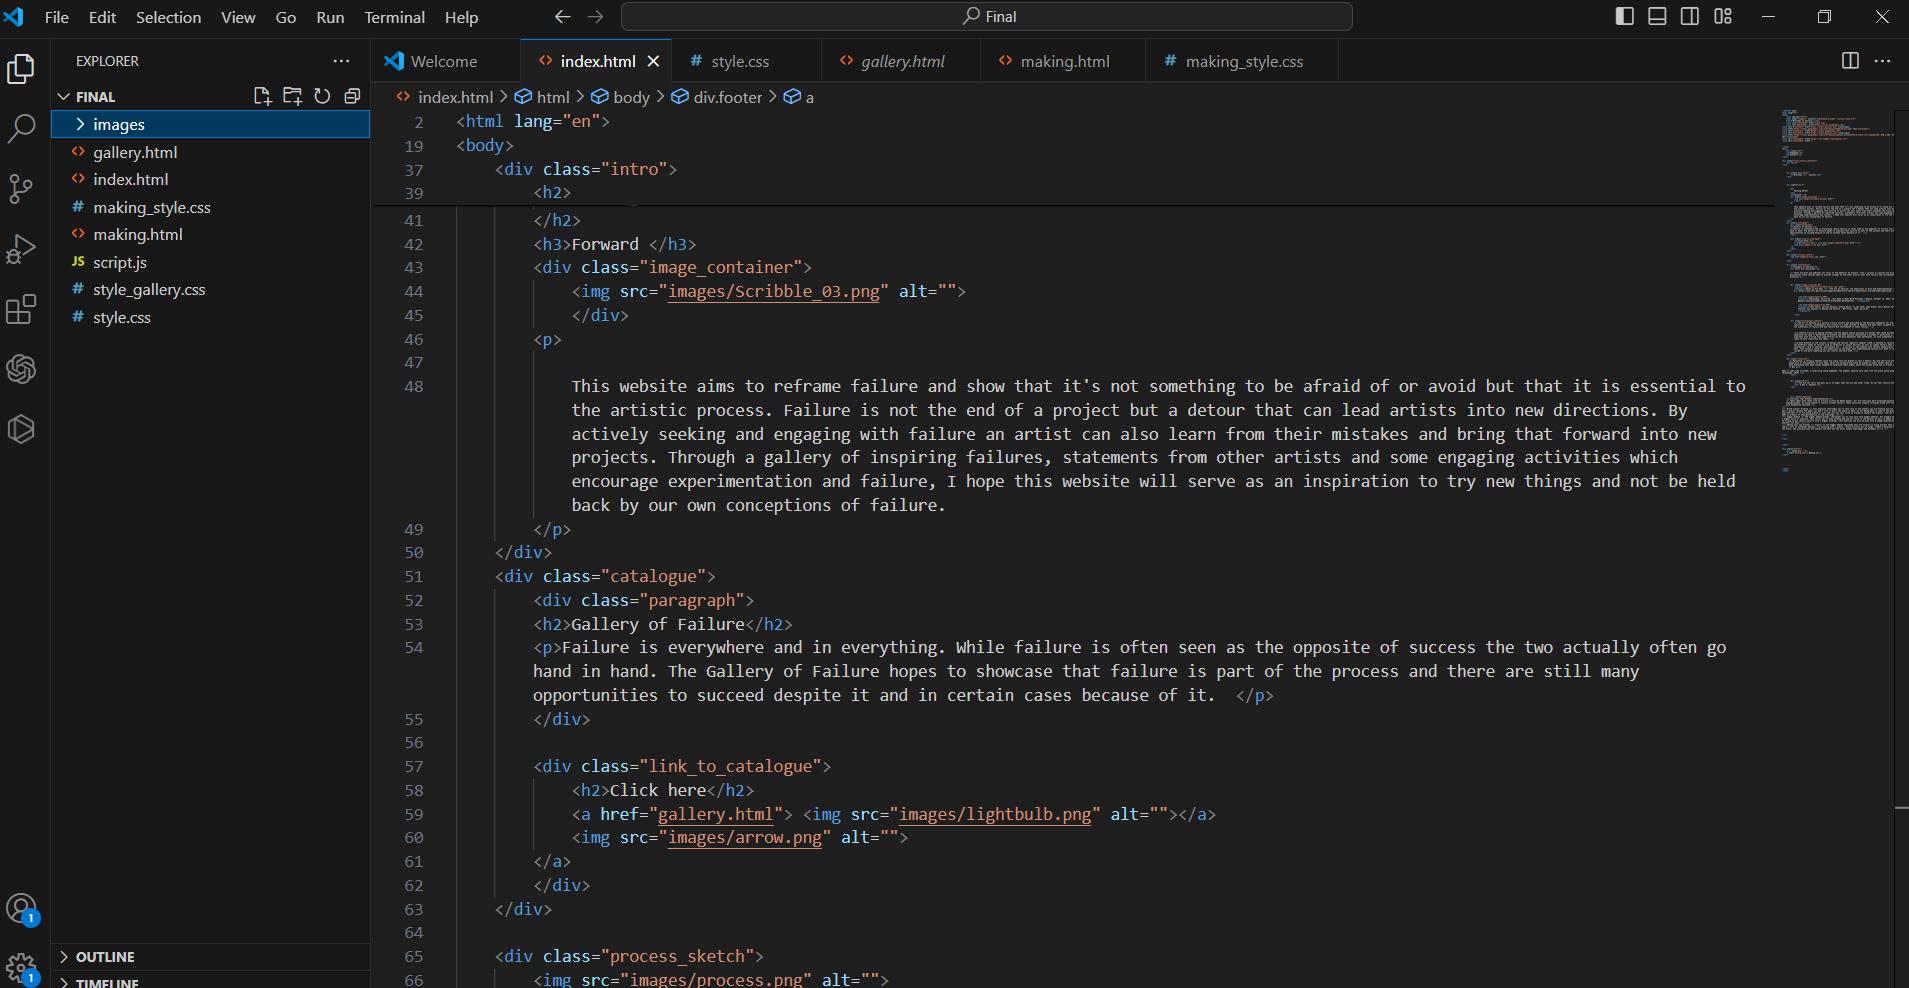 File Edit Selection View Go Run Terminal Help
Final
EXPLORER
FINAL
images
gallery.html
index.html
making_style.css
making.html
JS script.js
style_gallery.css
style.css
OUTLINE
TIMELINE
1
1
Welcome
index.html
# style.css
gallery.html
making.html
# making_style.css
index.html > html > body > div.footer > a
2 <html lang="en">
19 <body>
37 <div class="intro">
39 <h2>
41 </h2>
42 <h3>Forward </h3>
43 <div class="image_container">
44 <img src="images/Scribble_03.png" alt="">
45 </div>
46 <p>
47
48 This website aims to reframe failure and show that it's not something to be afraid of or avoid but that it is essential to
the artistic process. Failure is not the end of a project but a detour that can lead artists into new directions. By
actively seeking and engaging with failure an artist can also learn from their mistakes and bring that forward into new
projects. Through a gallery of inspiring failures, statements from other artists and some engaging activities which
encourage experimentation and failure, I hope this website will serve as an inspiration to try new things and not be held
back by our own conceptions of failure.
49 </p>
50 </div>
51 <div class="catalogue">
52 <div class="paragraph">
53 <h2>Gallery of Failure</h2>
54 <p>Failure is everywhere and in everything. While failure is often seen as the opposite of success the two actually often go
hand in hand. The Gallery of Failure hopes to showcase that failure is part of the process and there are still many
opportunities to succeed despite it and in certain cases because of it.  </p>
55 </div>
56
57 <div class="link_to_catalogue">
58 <h2>Click here</h2>
59 <a href="gallery.html"> <img src="images/lightbulb.png" alt=""></a>
60 <img src="images/arrow.png" alt="">
61 </a>
62 </div>
63 </div>
64
65 <div class="process_sketch">
66 <img src="images/process.png" alt="">